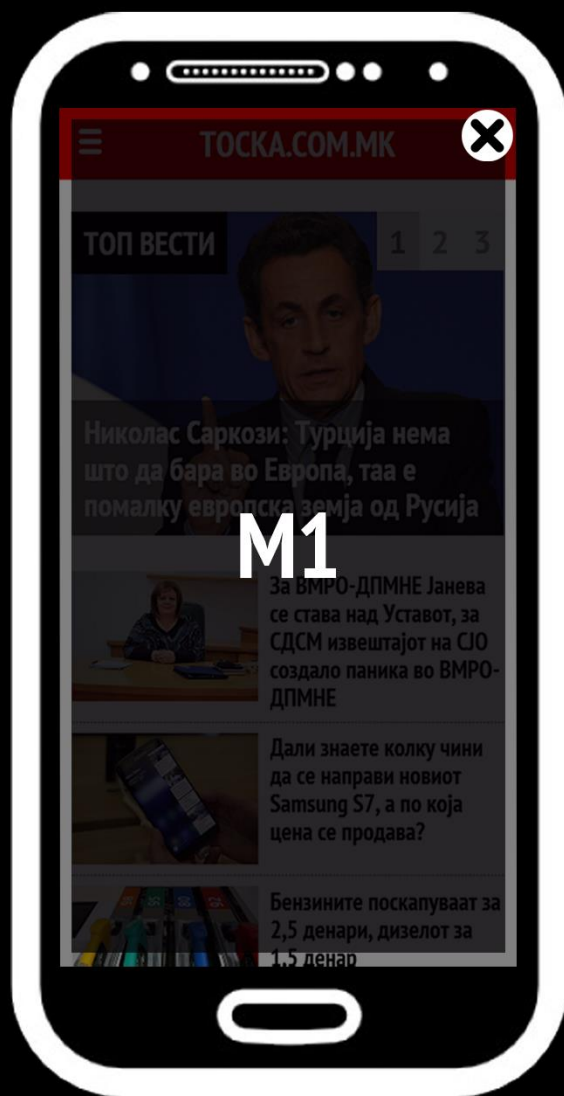 TOCKA.COM.MK
ТОП ВЕСТИ
1 2 3
Николас Саркози: Турција нема
што да бара во Европа, таа е
помалку европска земја од Русија
M1
За ВМРО-ДПМНЕ Јанева
се става над Уставот, за
СДСМ извештајот на СЈО
создало паника во ВМРО-
ДПМНЕ
Дали знаете колку чини
да се направи новиот
Samsung S7, а по која
цена се продава?
Бензините поскапуваат за
2,5 денари, дизелот за
1,5 денар